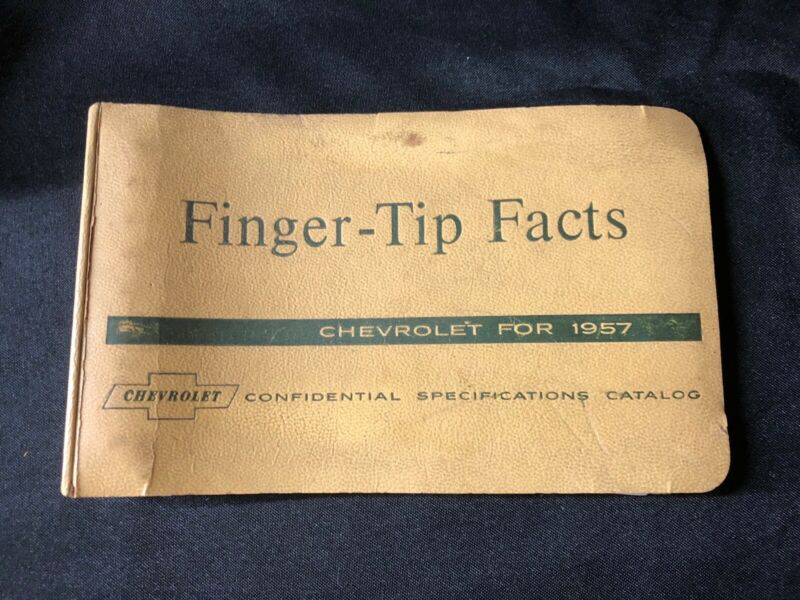 Finger-Tip Facts
CHEVROLET FOR 1957
CHEVROLET CONFIDENTIAL SPECIFICATIONS CATALOG